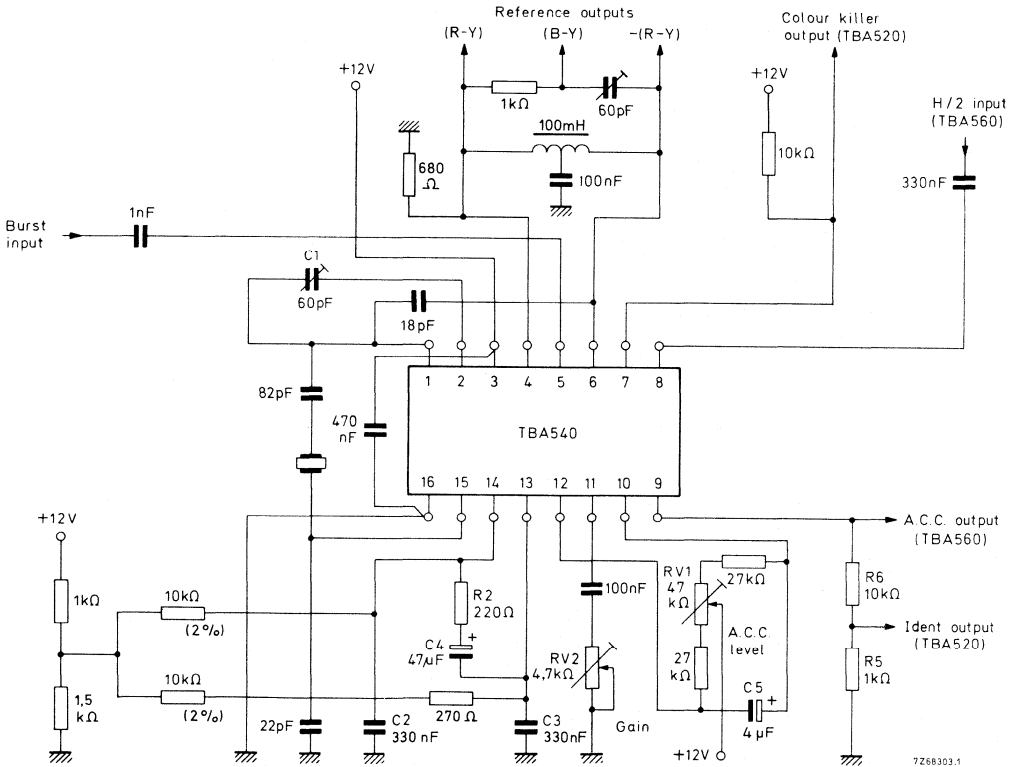 Reference outputs
(R-Y)
(B-Y)
-(R-Y)
Colour killer
output (TBA520)
+12V
+12V
H/2 input
(TBA560)
1kΩ
60pF
100mH
680
Ω
100nF
10kΩ
330nF
Burst
input
1nF
C1
60pF
18pF
1 2 3 4 5 6 7 8
82pF
470
nF
TBA540
16 15 14 13 12 11 10 9
+12V
A.C.C. output
(TBA560)
1kΩ
10kΩ
(2%)
R2
220Ω
100nF
RV1
47
kΩ
27kΩ
R6
10kΩ
C4
+
47µF
RV2
4,7kΩ
A.C.C.
level
Ident output
(TBA520)
1,5
kΩ
10kΩ
(2%)
270Ω
27
kΩ
R5
1kΩ
22pF
C2
330nF
C3
330nF
Gain
C5
+
4µF
+12V
7Z68303.1